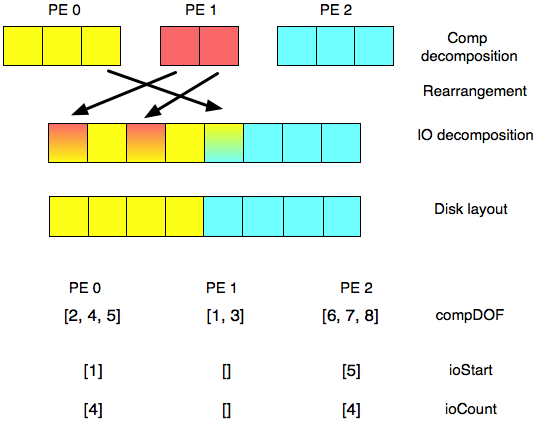 PE 0 PE 1 PE 2
Comp
decomposition
Rearrangement
IO decomposition
Disk layout
PE 0 PE 1 PE 2
[2, 4, 5] [1, 3] [6, 7, 8] compDOF
[1] [] [5] ioStart
[4] [] [4] ioCount